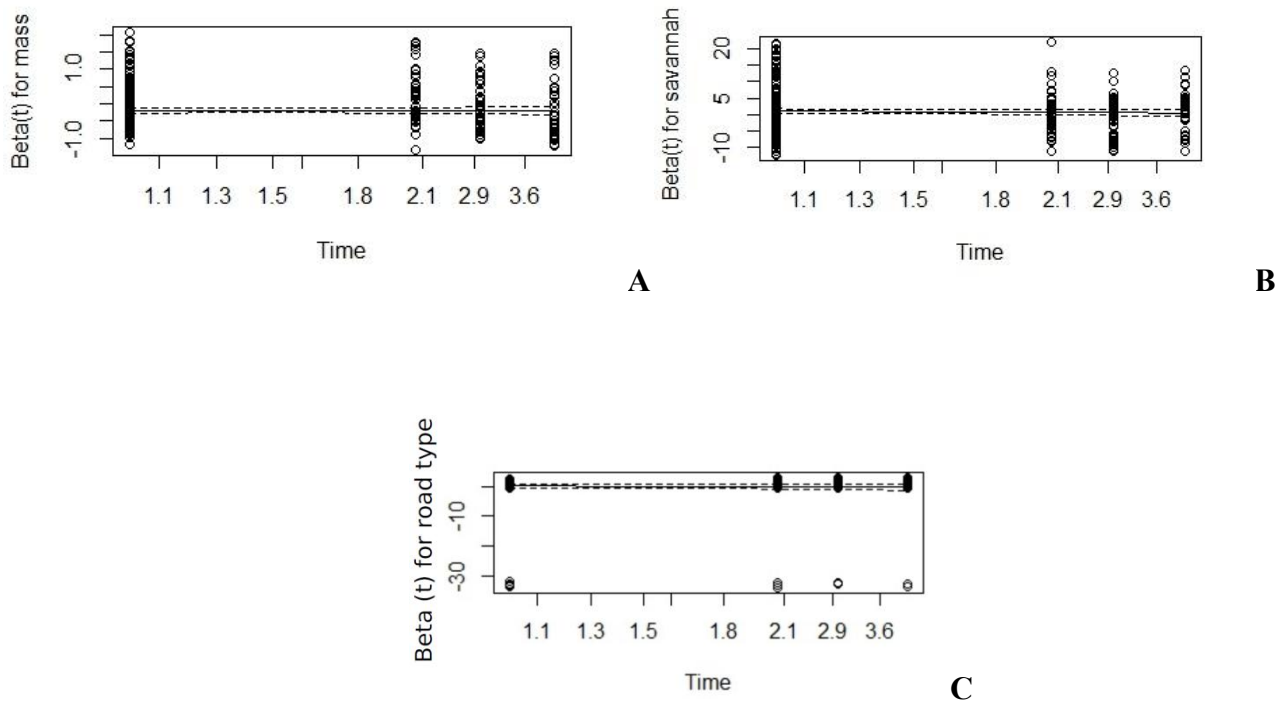 Beta(t) for mass
1.0
-1.0
1.1 1.3 1.5 1.8 2.1 2.9 3.6
Time
A
Beta(t) for savannah
20
5
-10
1.1 1.3 1.5 1.8 2.1 2.9 3.6
Time
B
Beta (t) for road type
-10
-30
1.1 1.3 1.5 1.8 2.1 2.9 3.6
Time
C